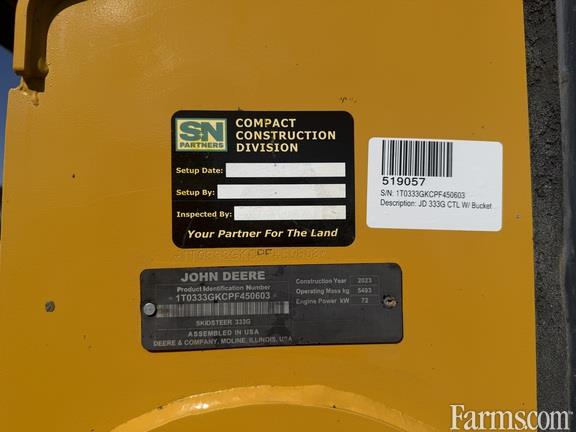 S&N
PARTNERS
COMPACT
CONSTRUCTION
DIVISION
Setup Date:
Setup By:
Inspected By:
Your Partner For The Land
519057
S/N: 1T0333GKCPF450603
Description: JD 333G CTL W/ Bucket
JOHN DEERE
Product Identification Number
*1T0333GKCPF450603*
SKIDSTEER 333G
ASSEMBLED IN USA
DEERE & COMPANY, MOLINE, ILLINOIS, USA
Construction Year 2023
Operating Mass kg 5493
Engine Power kW 72
Farms.com